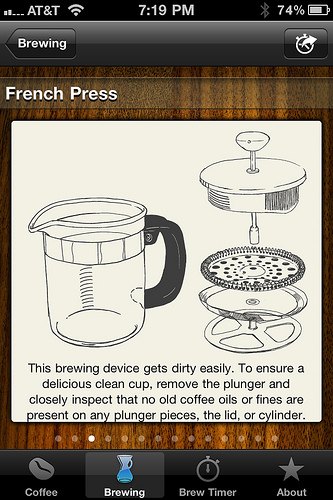 AT&T 7:19 PM 74%
Brewing
French Press
This brewing device gets dirty easily. To ensure a
delicious clean cup, remove the plunger and
closely inspect that no old coffee oils or fines are
present on any plunger pieces, the lid, or cylinder.
Coffee Brewing Brew Timer About